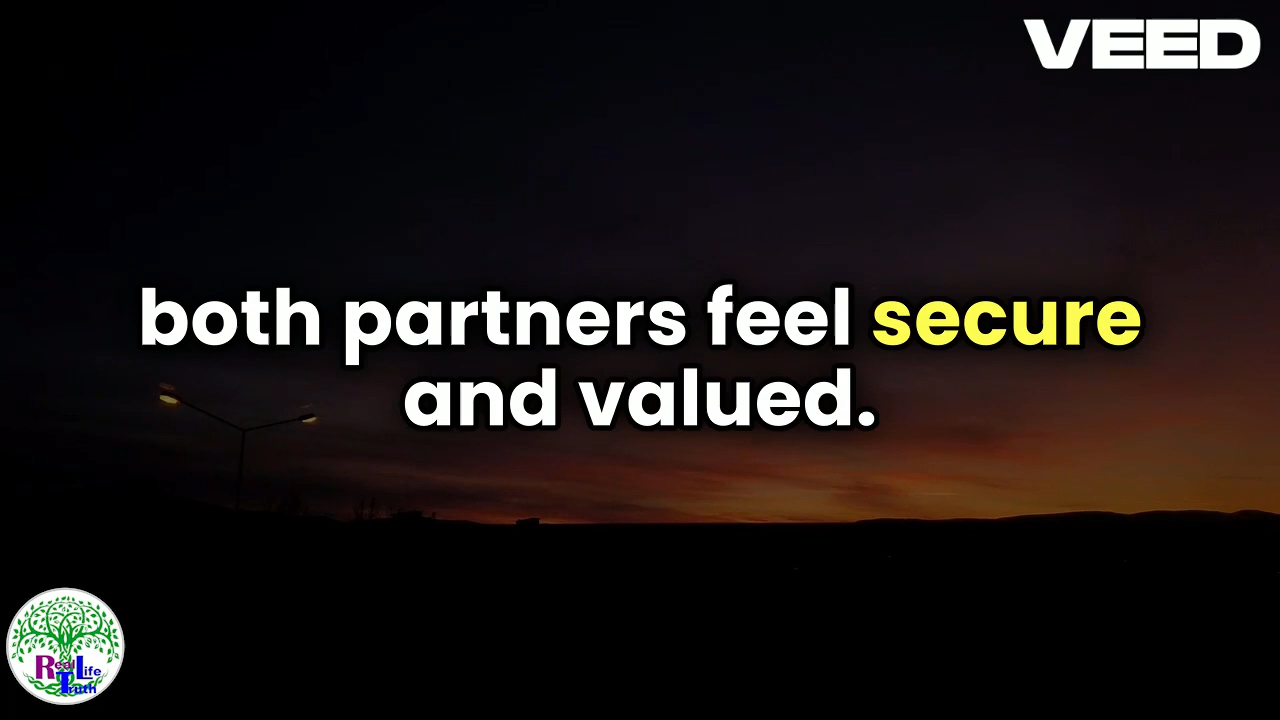 VEED
both partners feel secure
and valued.
Real Life
Truth